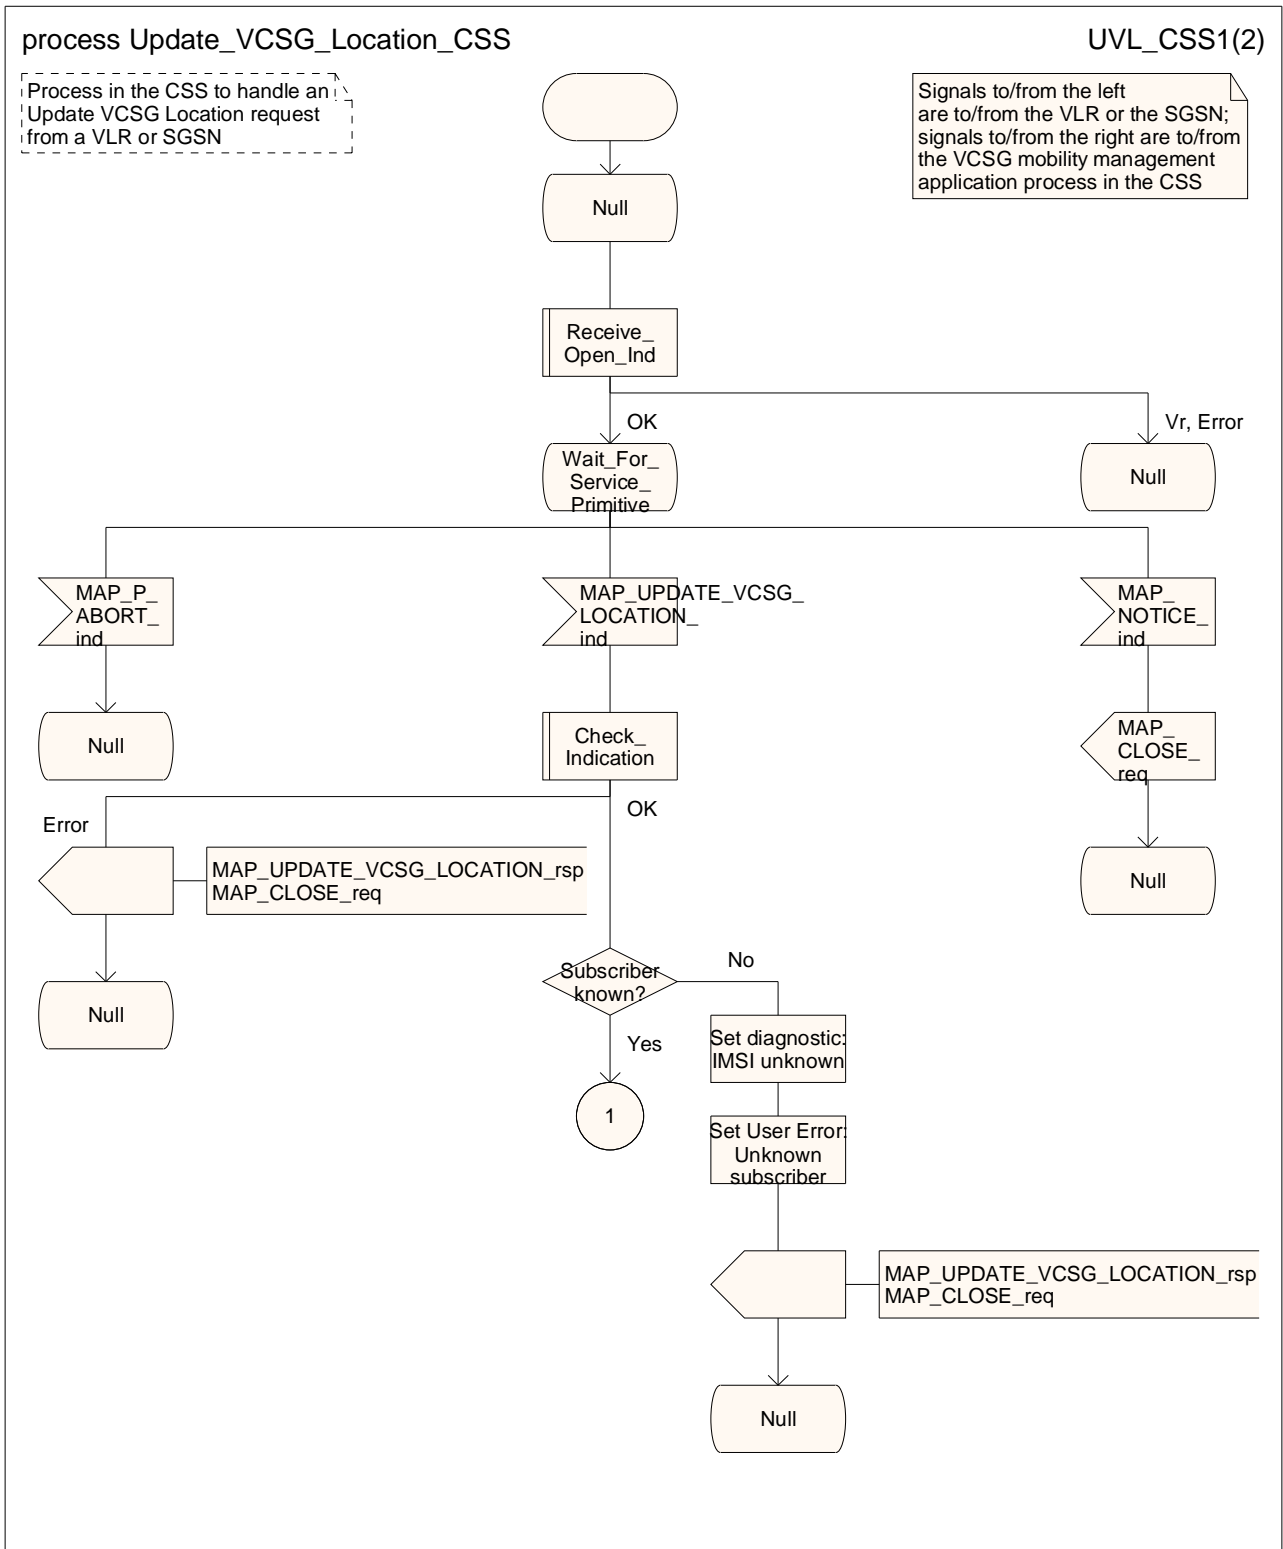 process Update_VCSG_Location_CSS
UVL_CSS1(2)
Process in the CSS to handle an
Update VCSG Location request
from a VLR or SGSN
Signals to/from the left
are to/from the VLR or the SGSN;
signals to/from the right are to/from
the VCSG mobility management
application process in the CSS
Null
Receive_
Open_Ind
OK
Vr, Error
Wait_For_
Service_
Primitive
Null
MAP_P_
ABORT_
ind
MAP_UPDATE_VCSG_
LOCATION_
ind
MAP_
NOTICE_
ind
Null
Check_
Indication
MAP_
CLOSE_
req
Error
OK
MAP_UPDATE_VCSG_LOCATION_rsp
MAP_CLOSE_req
Null
Null
Subscriber
known?
No
Yes
Set diagnostic:
IMSI unknown
1
Set User Error:
Unknown
subscriber
MAP_UPDATE_VCSG_LOCATION_rsp
MAP_CLOSE_req
Null